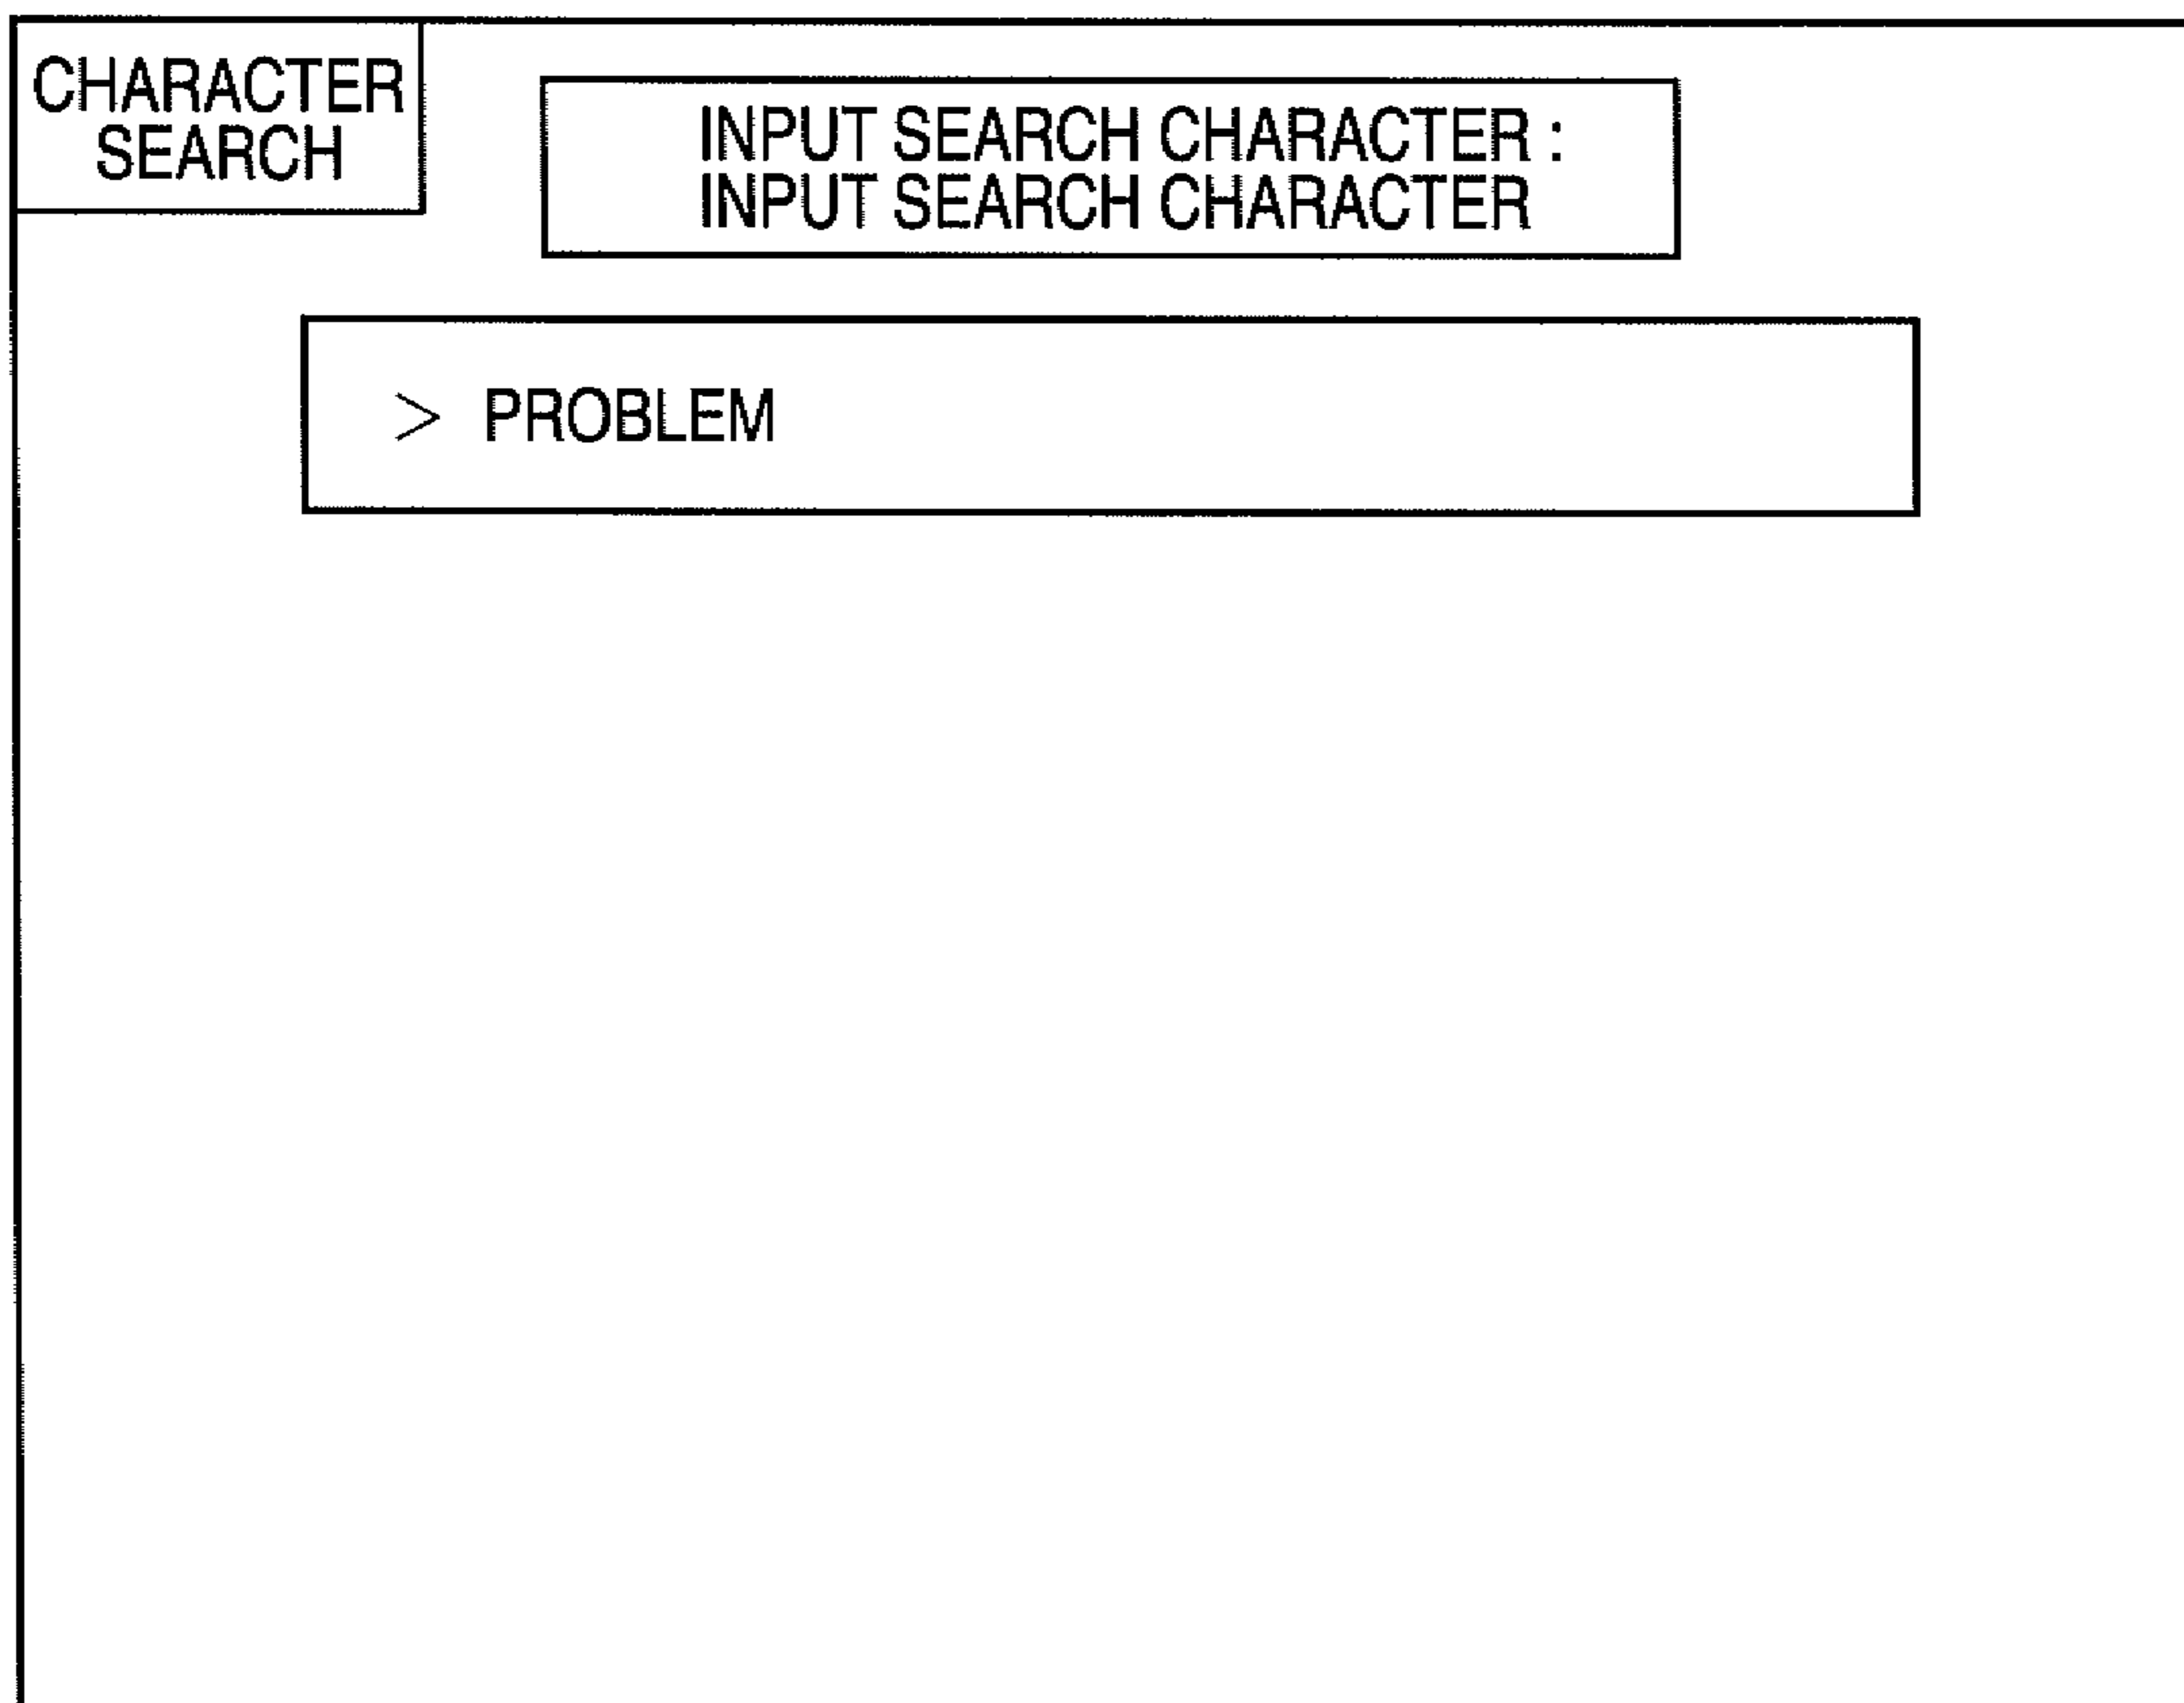 CHARACTER
SEARCH
INPUT SEARCH CHARACTER :
INPUT SEARCH CHARACTER
> PROBLEM